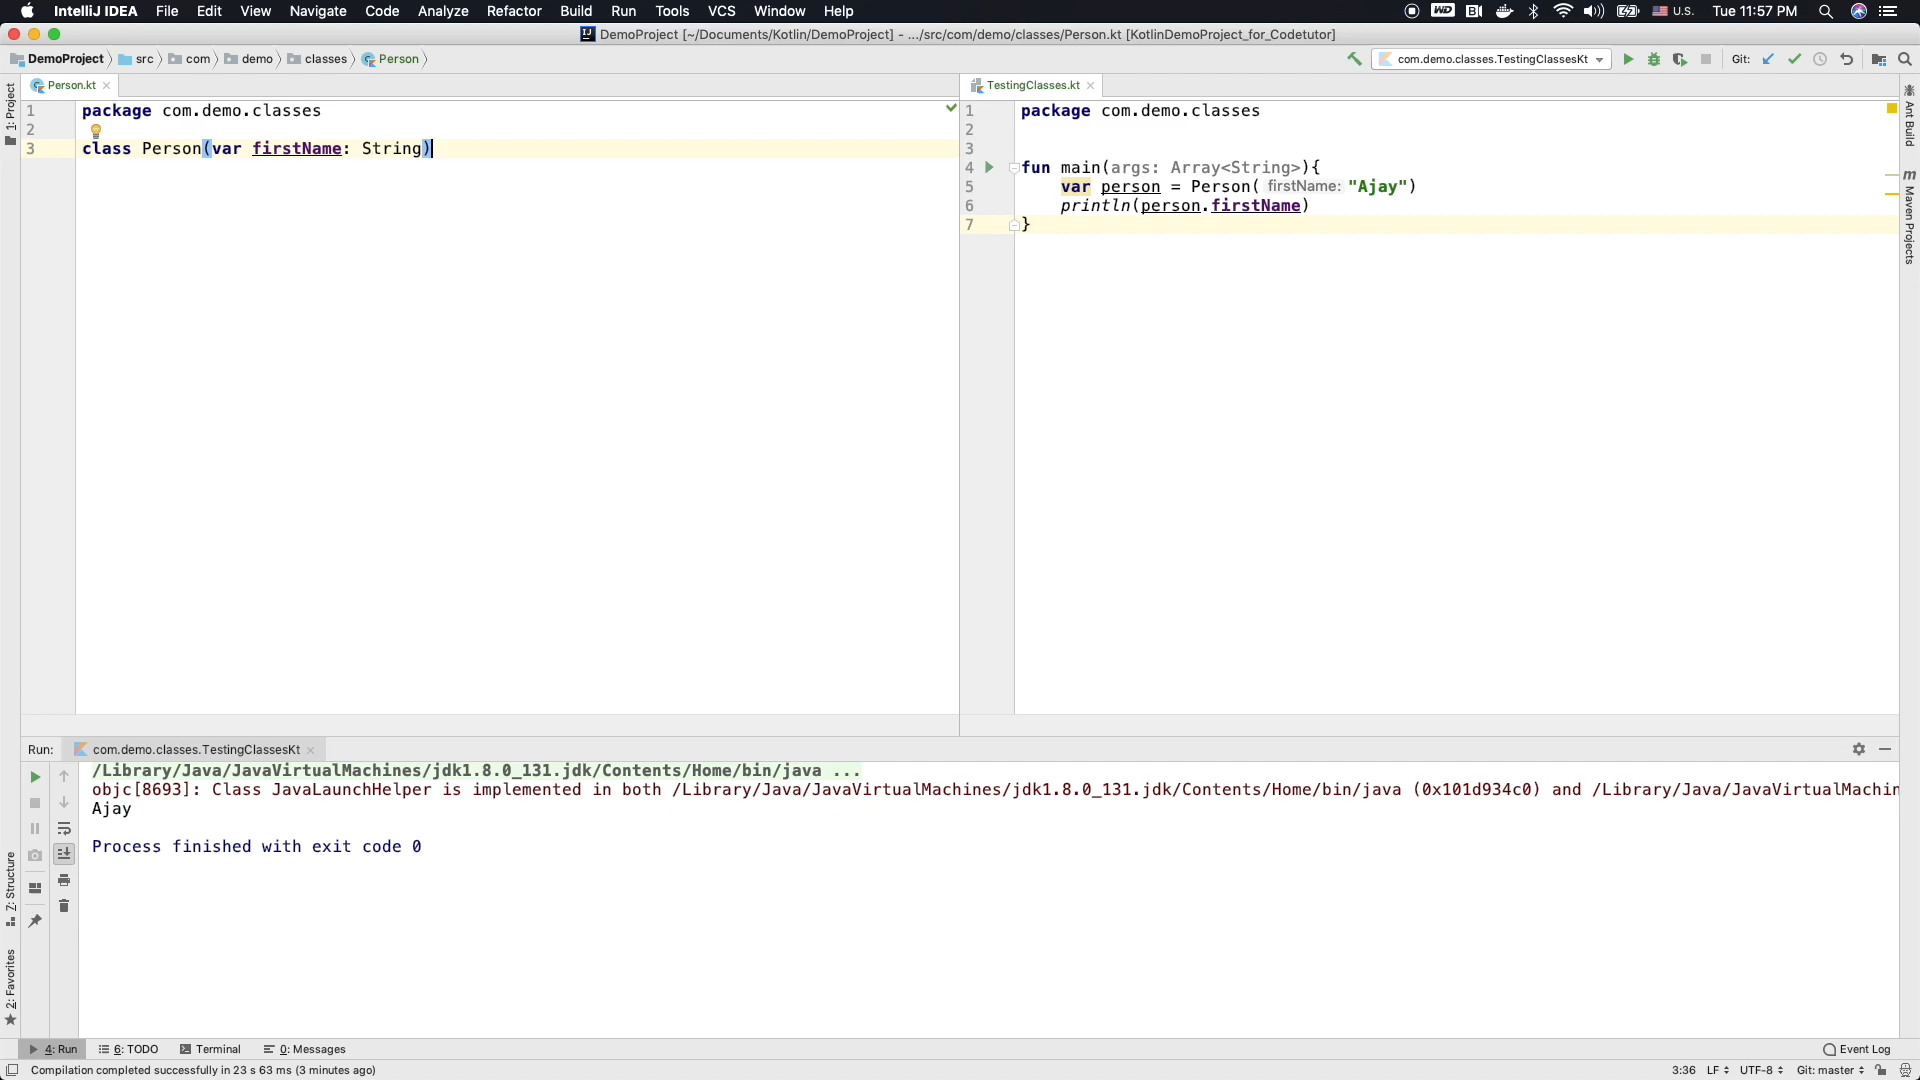 IntelliJ IDEA File Edit View Navigate Code Analyze Refactor Build Run Tools VCS Window Help U.S. Tue 11:57 PM
DemoProject [~/Documents/Kotlin/DemoProject] - .../src/com/demo/classes/Person.kt [KotlinDemoProject_for_Codetutor]
DemoProject src com demo classes Person com.demo.classes.TestingClassesKt Git:
Person.kt
1 package com.demo.classes
2
3 class Person(var firstName: String)
TestingClasses.kt
1 package com.demo.classes
2
3
4 fun main(args: Array<String>){
5 var person = Person( firstName: "Ajay")
6 println(person.firstName)
7 }
1: Project
Z: Structure
2: Favorites
Ant Build
m Maven Projects
Run: com.demo.classes.TestingClassesKt
/Library/Java/JavaVirtualMachines/jdk1.8.0_131.jdk/Contents/Home/bin/java ...
objc[8693]: Class JavaLaunchHelper is implemented in both /Library/Java/JavaVirtualMachines/jdk1.8.0_131.jdk/Contents/Home/bin/java (0x101d934c0) and /Library/Java/JavaVirtualMachin
Ajay
Process finished with exit code 0
4: Run 6: TODO Terminal 0: Messages Event Log
Compilation completed successfully in 23 s 63 ms (3 minutes ago) 3:36 LF UTF-8 Git: master